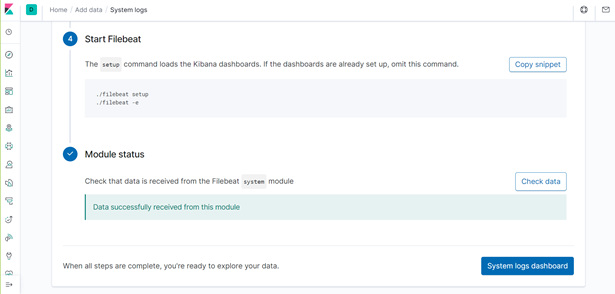 D Home / Add data / System logs
4 Start Filebeat
The setup command loads the Kibana dashboards. If the dashboards are already set up, omit this command.
Copy snippet
./filebeat setup
./filebeat -e
Module status
Check that data is received from the Filebeat system module
Check data
Data successfully received from this module
When all steps are complete, you're ready to explore your data.
System logs dashboard